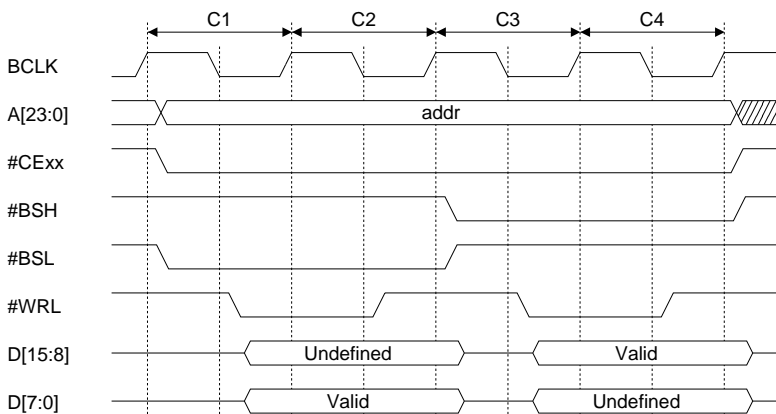 C1 C2 C3 C4
BCLK
A[23:0] addr
#CExx
#BSH
#BSL
#WRL
D[15:8] Undefined Valid
D[7:0] Valid Undefined